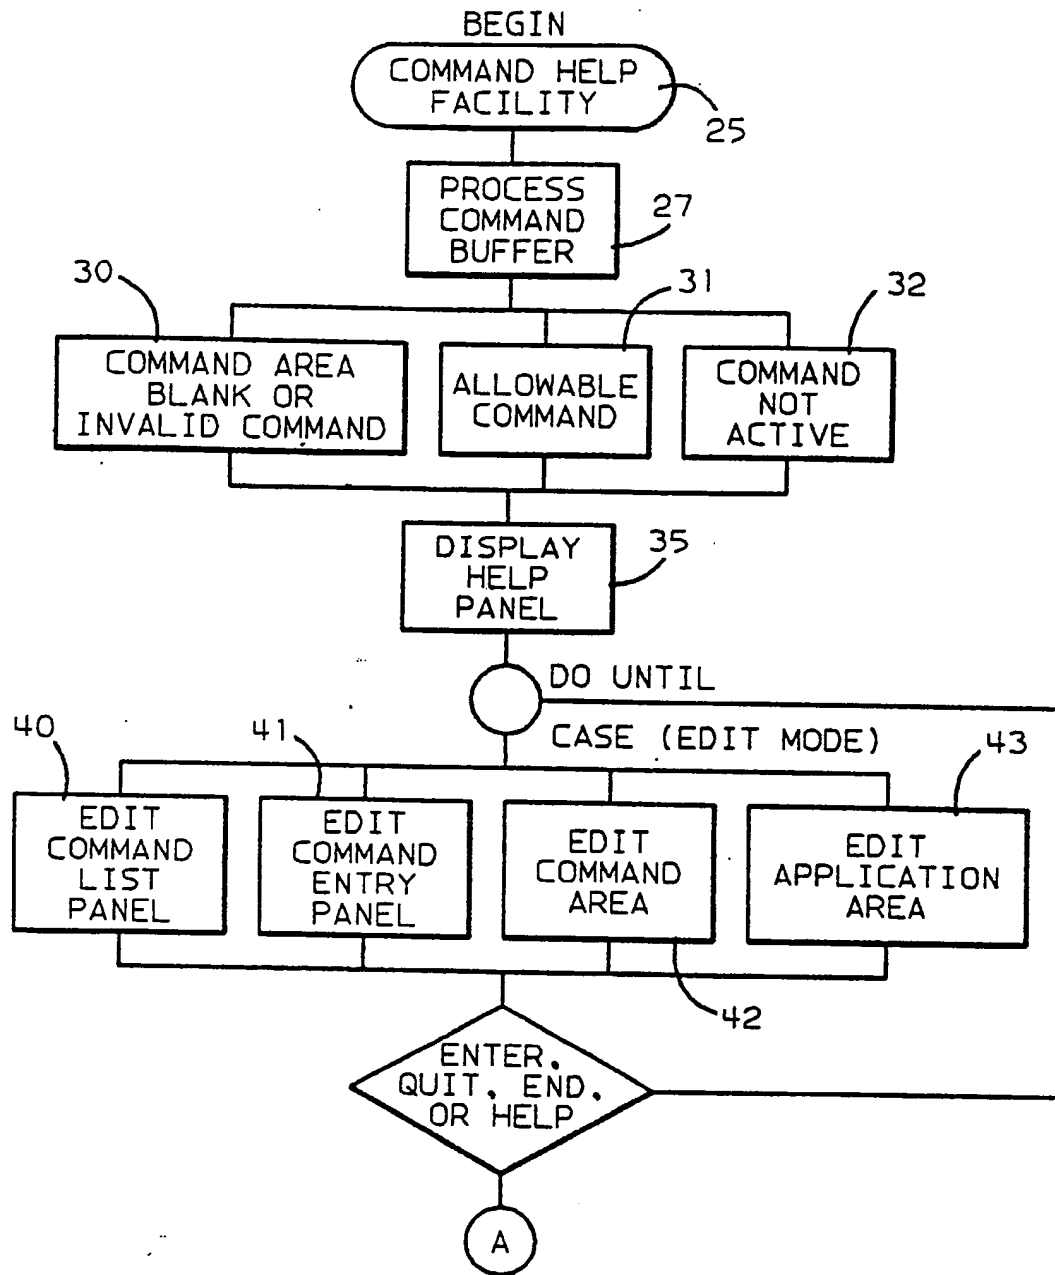 BEGIN
COMMAND HELP
FACILITY
25
PROCESS
COMMAND
BUFFER
27
30
31
32
COMMAND AREA
BLANK OR
INVALID COMMAND
ALLOWABLE
COMMAND
COMMAND
NOT
ACTIVE
DISPLAY
HELP
PANEL
35
DO UNTIL
CASE (EDIT MODE)
40
41
43
EDIT
COMMAND
LIST
PANEL
EDIT
COMMAND
ENTRY
PANEL
EDIT
COMMAND
AREA
EDIT
APPLICATION
AREA
42
ENTER,
QUIT, END,
OR HELP
A